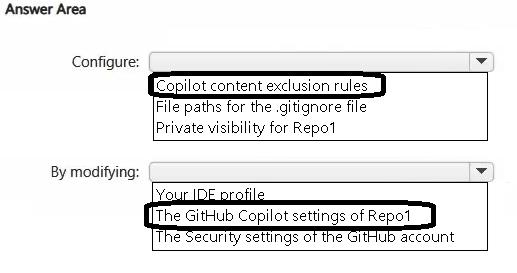 Answer Area
Configure:
Copilot content exclusion rules
File paths for the .gitignore file
Private visibility for Repo1
By modifying:
Your IDE profile
The GitHub Copilot settings of Repo1
The Security settings of the GitHub account